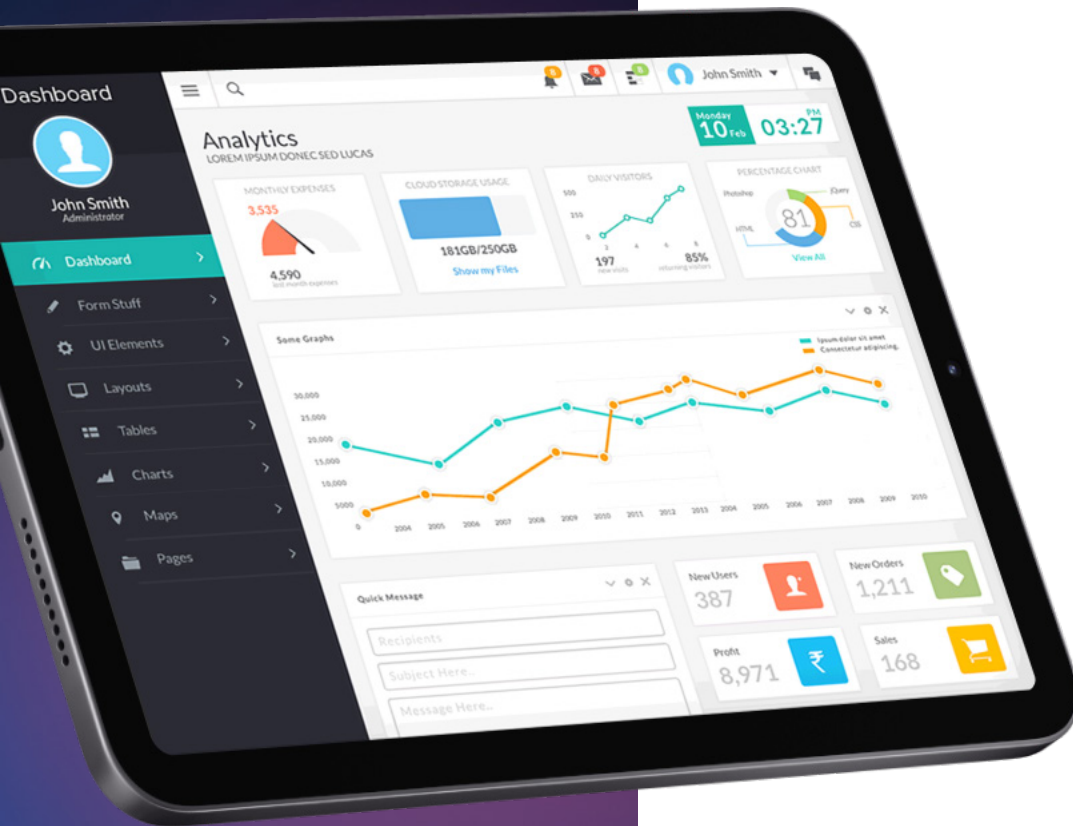 Dashboard
John Smith
Administrator
Dashboard
Form Stuff
UI Elements
Layouts
Tables
Charts
Maps
Pages
8
8
8
John Smith
Analytics
LOREM IPSUM DONEC SED LUCAS
Monday
10 Feb
PM
03:27
MONTHLY EXPENSES
3,535
4,590
last month expenses
CLOUD STORAGE USAGE
181GB/250GB
Show my Files
DAILY VISITORS
500
250
0
2 4 6 8
197
new visits
85%
returning visitors
PERCENTAGE CHART
Photoshop
jQuery
HTML
CSS
81
View All
Some Graphs
Ipsum dolor sit amet
Consectetur adipiscing.
30,000
25,000
20,000
15,000
10,000
5000
0
2004 2005 2006 2007 2008 2009 2010 2011 2012 2013 2004 2005 2006 2007 2008 2009 2010
Quick Message
Recipients
Subject Here..
Message Here..
New Users
387
New Orders
1,211
Profit
8,971
₹
Sales
168